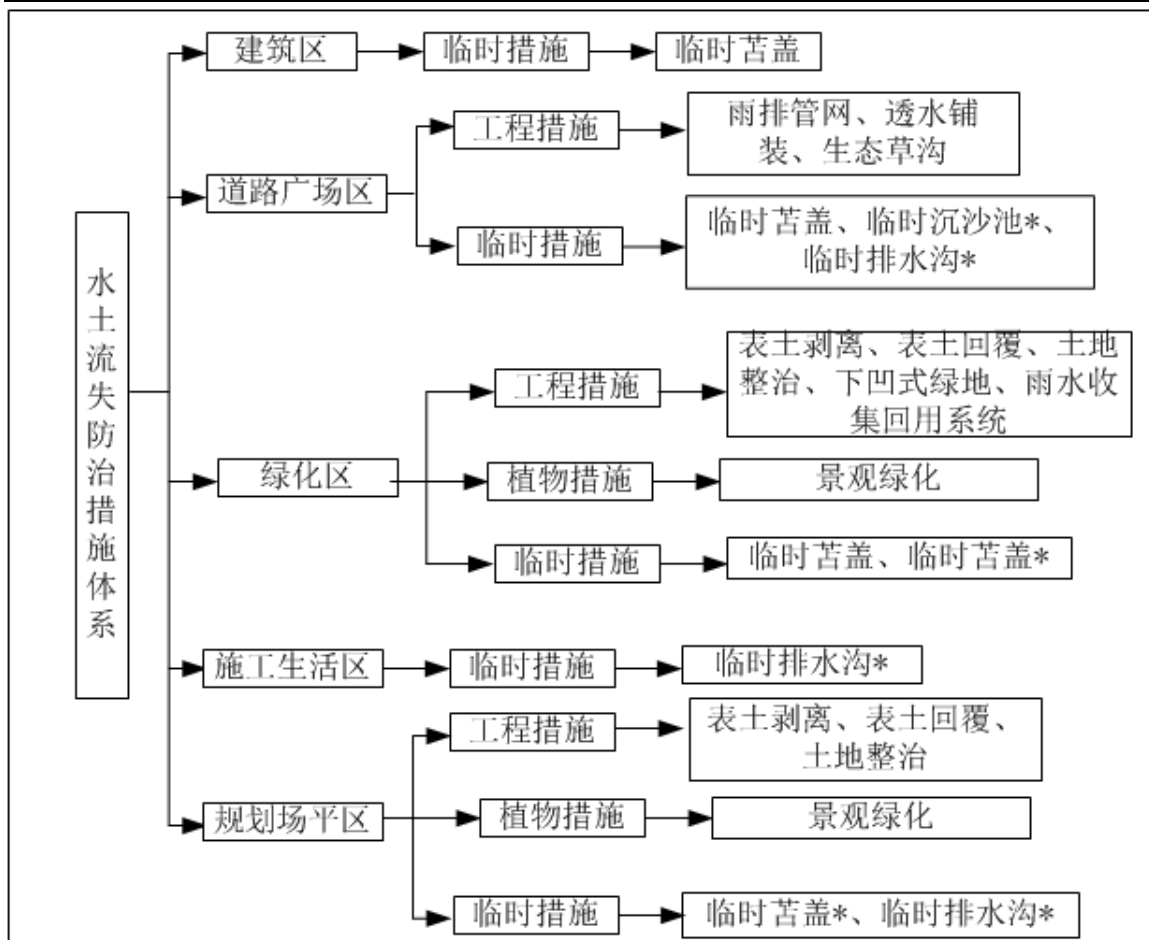 水土流失防治措施体系
建筑区
临时措施
临时苫盖
道路广场区
工程措施
雨排管网、透水铺
装、生态草沟
临时措施
临时苫盖、临时沉沙池*、
临时排水沟*
绿化区
工程措施
表土剥离、表土回覆、土地
整治、下凹式绿地、雨水收
集回用系统
植物措施
景观绿化
临时措施
临时苫盖、临时苫盖*
施工生活区
临时措施
临时排水沟*
规划场平区
工程措施
表土剥离、表土回覆、
土地整治
植物措施
景观绿化
临时措施
临时苫盖*、临时排水沟*